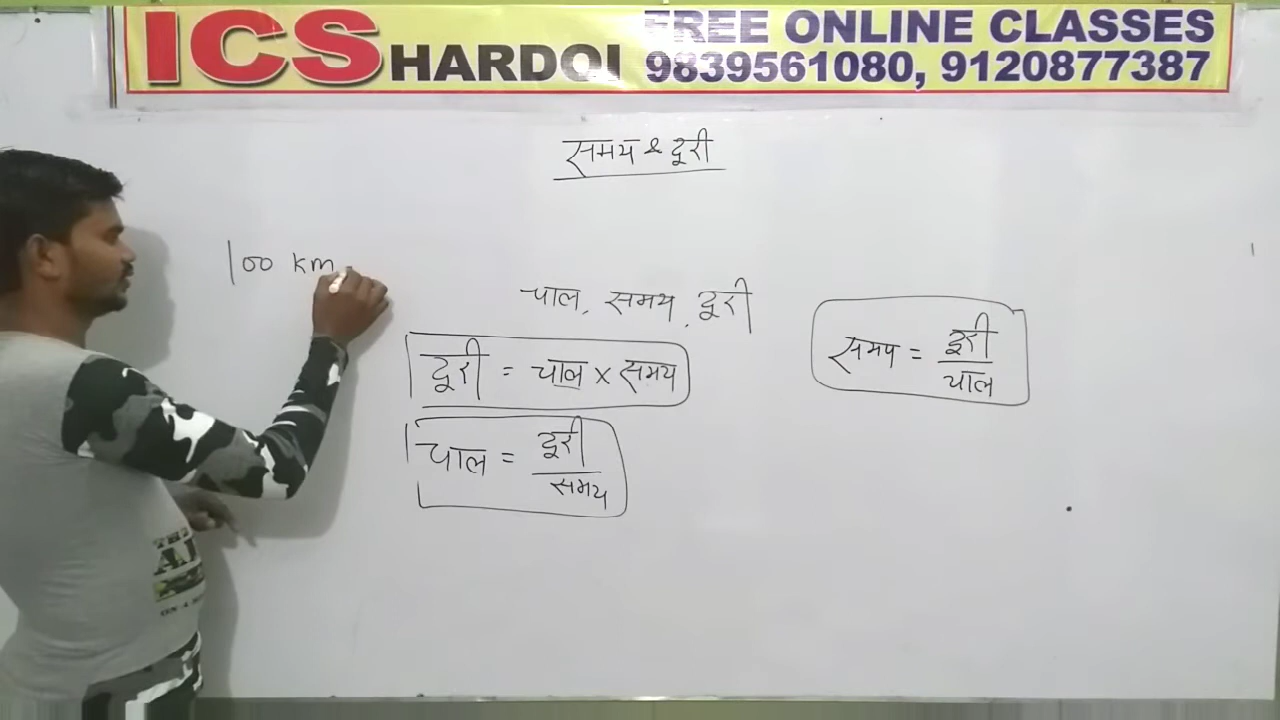 ICS HARDOI FREE ONLINE CLASSES
9839561080, 9120877387
समय & दूरी
100 km
चाल, समय, दूरी
दूरी = चाल x समय
समय = दूरी / चाल
चाल = दूरी / समय